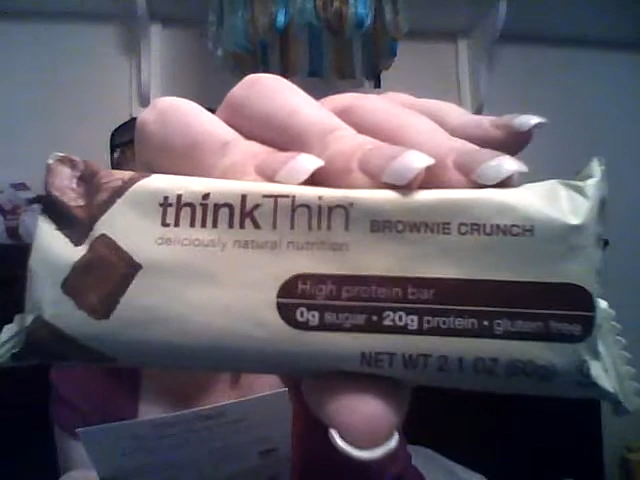 thinkThin BROWNIE CRUNCH
deliciously natural nutrition
High protein bar
0g sugar • 20g protein • gluten free
NET WT 2.1 OZ (60g)